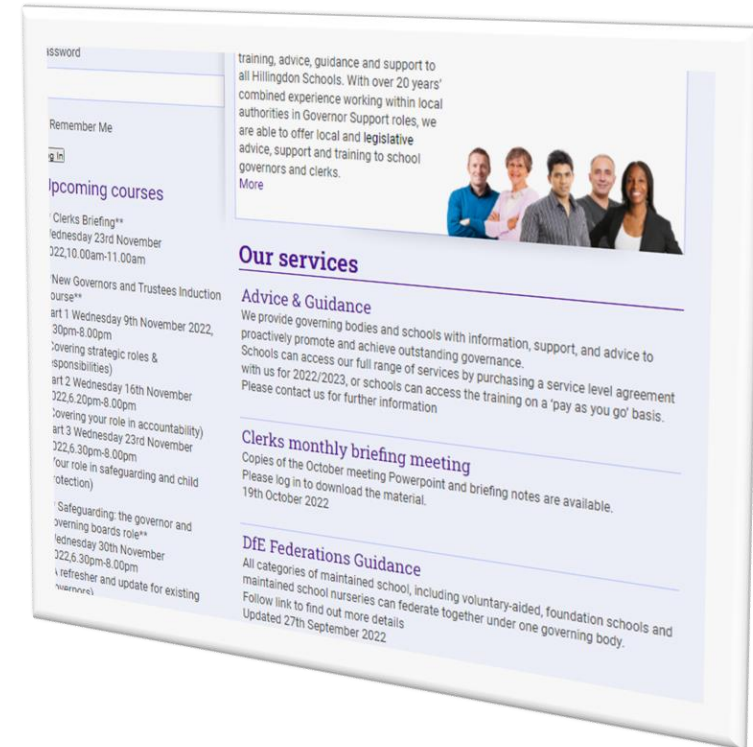 training, advice, guidance and support to
all Hillingdon Schools. With over 20 years'
combined experience working within local
authorities in Governor Support roles, we
are able to offer local and legislative
advice, support and training to school
governors and clerks.
More
assword
Remember Me
og In
Upcoming courses
* Clerks Briefing**
Wednesday 23rd November
2022,10.00am-11.00am
*New Governors and Trustees Induction
Course**
art 1 Wednesday 9th November 2022,
30pm-8.00pm
Covering strategic roles &
esponsibilities)
art 2 Wednesday 16th November
022,6.20pm-8.00pm
Covering your role in accountability)
art 3 Wednesday 23rd November
022,6.30pm-8.00pm
Your role in safeguarding and child
rotection)
* Safeguarding: the governor and
overning boards role**
Wednesday 30th November
022,6.30pm-8.00pm
A refresher and update for existing
overnors)
Our services
Advice & Guidance
We provide governing bodies and schools with information, support, and advice to
proactively promote and achieve outstanding governance.
Schools can access our full range of services by purchasing a service level agreement
with us for 2022/2023, or schools can access the training on a 'pay as you go' basis.
Please contact us for further information
Clerks monthly briefing meeting
Copies of the October meeting Powerpoint and briefing notes are available.
Please log in to download the material.
19th October 2022
DfE Federations Guidance
All categories of maintained school, including voluntary-aided, foundation schools and
maintained school nurseries can federate together under one governing body.
Follow link to find out more details
Updated 27th September 2022